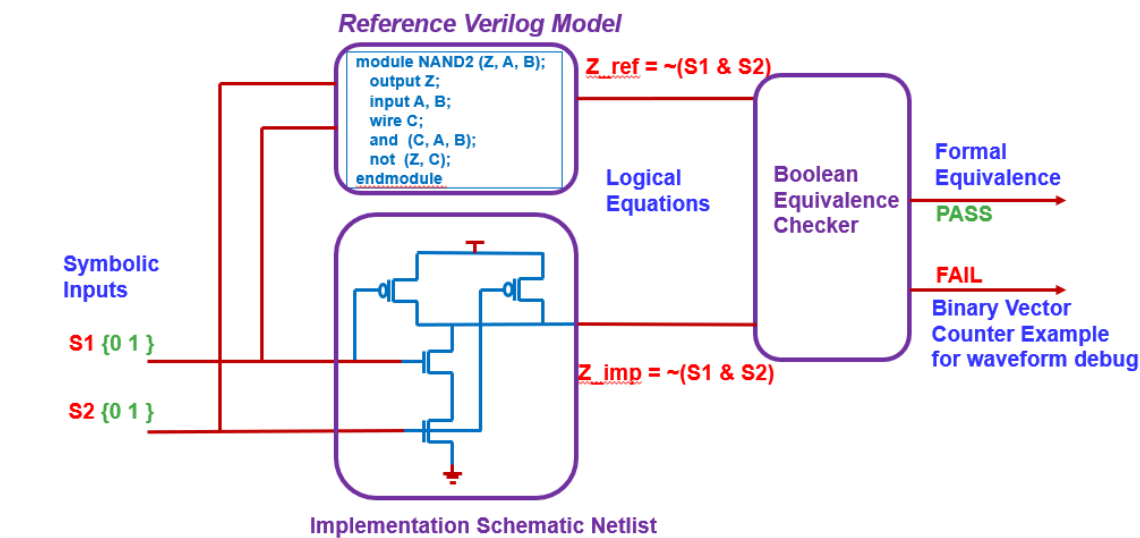 Reference Verilog Model
module NAND2 (Z, A, B);
output Z;
input A, B;
wire C;
and (C, A, B);
not (Z, C);
endmodule
Z_ref = ~(S1 & S2)
Logical
Equations
Boolean
Equivalence
Checker
Formal
Equivalence
PASS
FAIL
Binary Vector
Counter Example
for waveform debug
Symbolic
Inputs
S1 {0 1 }
S2 {0 1 }
Z_imp = ~(S1 & S2)
Implementation Schematic Netlist